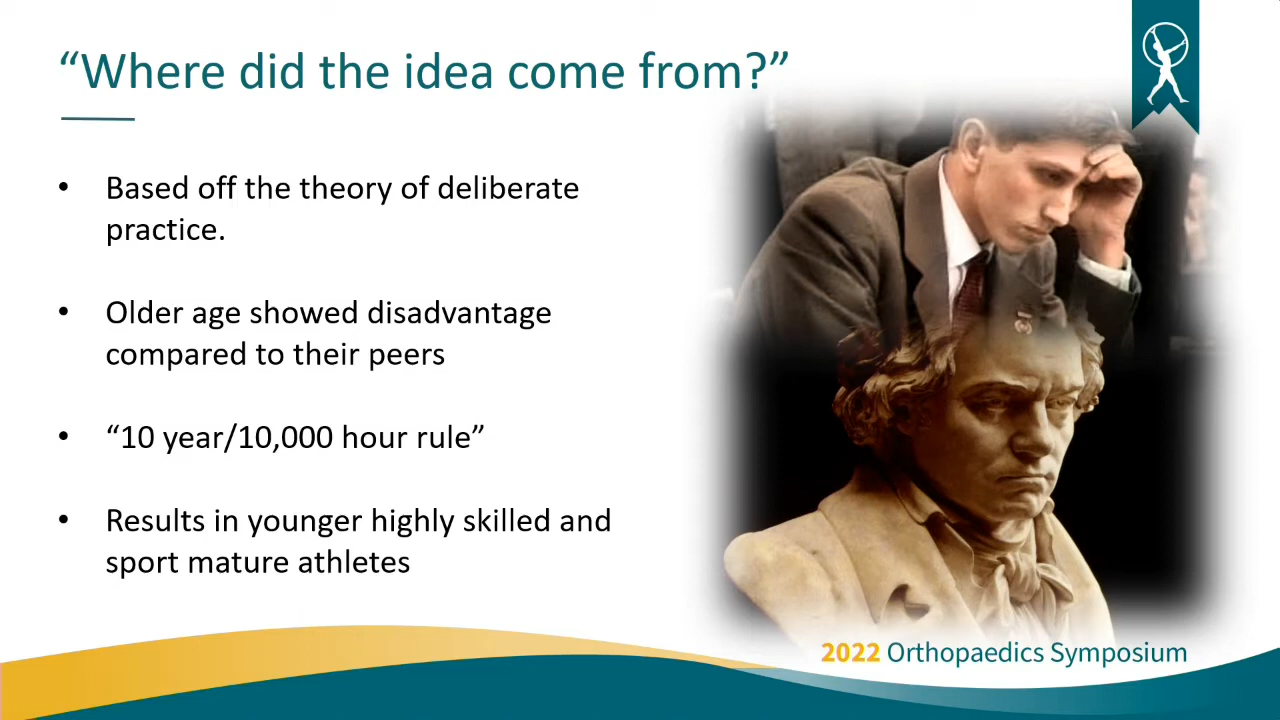 “Where did the idea come from?”
• Based off the theory of deliberate
practice.
• Older age showed disadvantage
compared to their peers
• “10 year/10,000 hour rule”
• Results in younger highly skilled and
sport mature athletes
2022 Orthopaedics Symposium